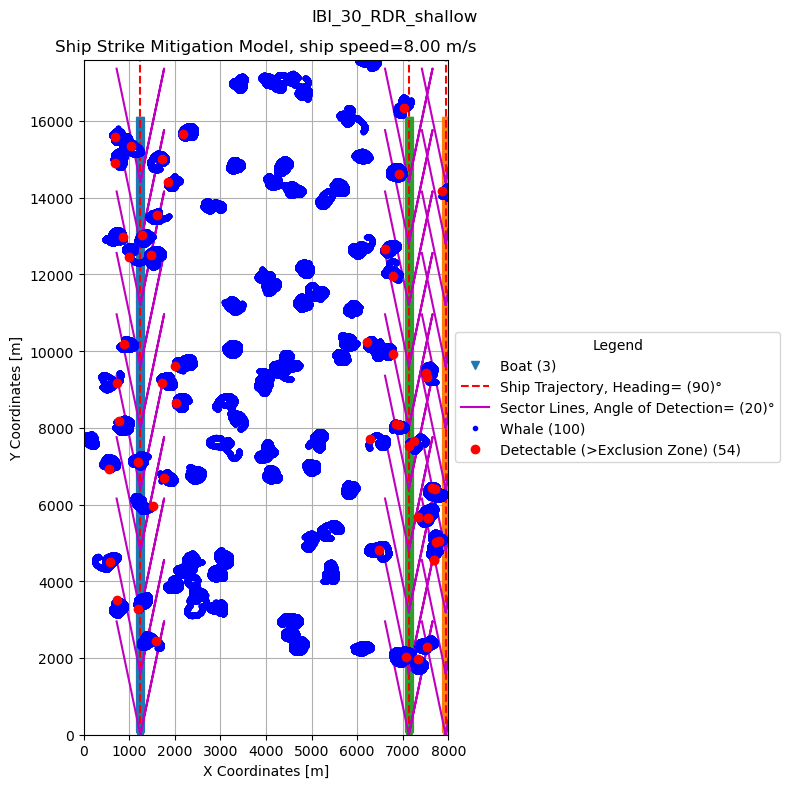 IBI_30_RDR_shallow
Ship Strike Mitigation Model, ship speed=8.00 m/s
Y Coordinates [m]
16000
14000
12000
10000
8000
6000
4000
2000
0
0 1000 2000 3000 4000 5000 6000 7000 8000
X Coordinates [m]
Legend
Boat (3)
Ship Trajectory, Heading= (90)°
Sector Lines, Angle of Detection= (20)°
Whale (100)
Detectable (>Exclusion Zone) (54)